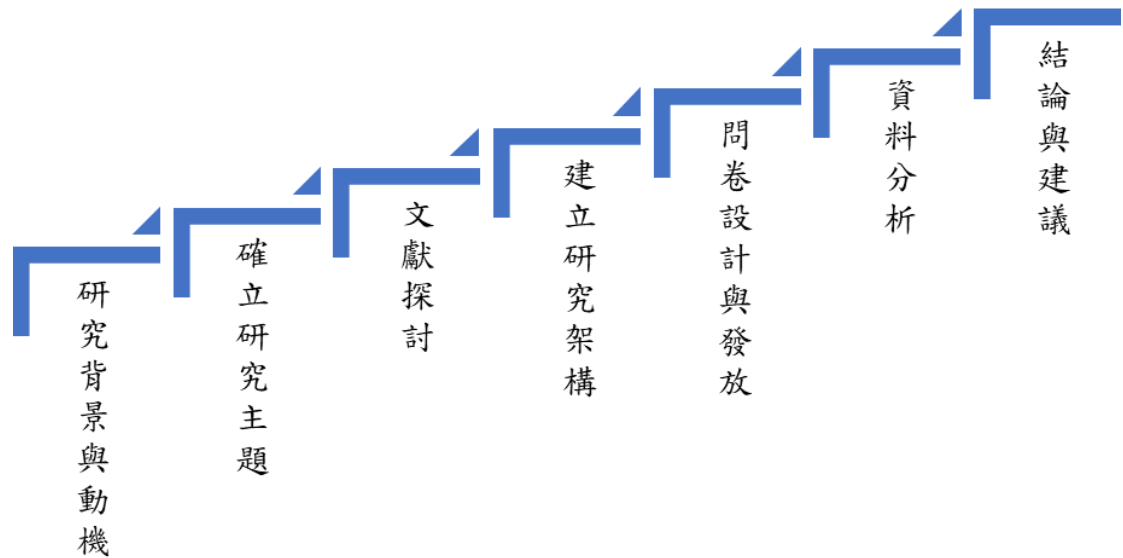 研究背景與動機
確立研究主題
文獻探討
建立研究架構
問卷設計與發放
資料分析
結論與建議